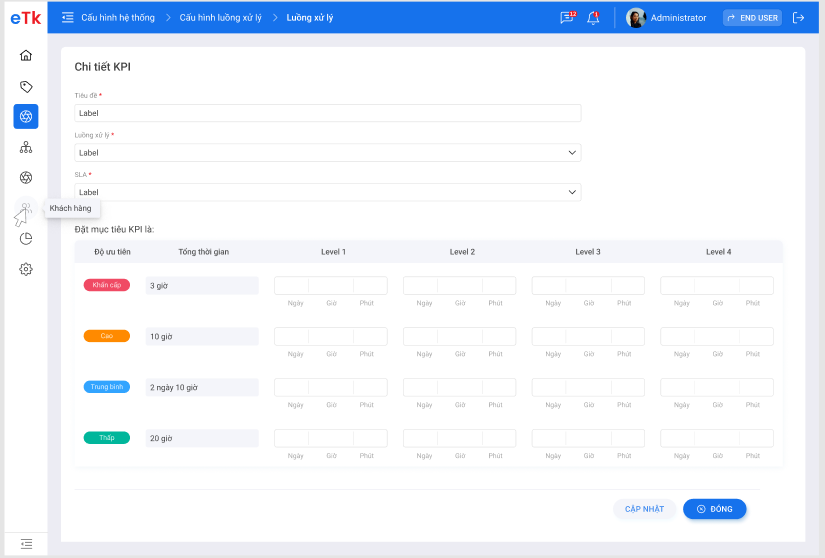 eTk
Cấu hình hệ thống > Cấu hình luồng xử lý > Luồng xử lý
12
1
Administrator
END USER
Chi tiết KPI
Tiêu đề *
Label
Luồng xử lý *
Label
SLA *
Label
Khách hàng
Đặt mục tiêu KPI là:
Độ ưu tiên Tổng thời gian Level 1 Level 2 Level 3 Level 4
Khẩn cấp 3 giờ
Ngày Giờ Phút Ngày Giờ Phút Ngày Giờ Phút Ngày Giờ Phút
Cao 10 giờ
Ngày Giờ Phút Ngày Giờ Phút Ngày Giờ Phút Ngày Giờ Phút
Trung bình 2 ngày 10 giờ
Ngày Giờ Phút Ngày Giờ Phút Ngày Giờ Phút Ngày Giờ Phút
Thấp 20 giờ
Ngày Giờ Phút Ngày Giờ Phút Ngày Giờ Phút Ngày Giờ Phút
CẬP NHẬT ĐÓNG